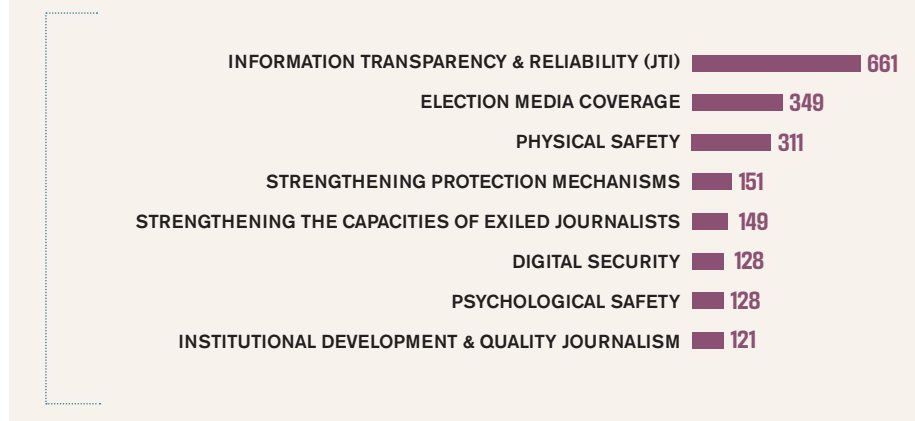 INFORMATION TRANSPARENCY & RELIABILITY (JTI) 661
ELECTION MEDIA COVERAGE 349
PHYSICAL SAFETY 311
STRENGTHENING PROTECTION MECHANISMS 151
STRENGTHENING THE CAPACITIES OF EXILED JOURNALISTS 149
DIGITAL SECURITY 128
PSYCHOLOGICAL SAFETY 128
INSTITUTIONAL DEVELOPMENT & QUALITY JOURNALISM 121